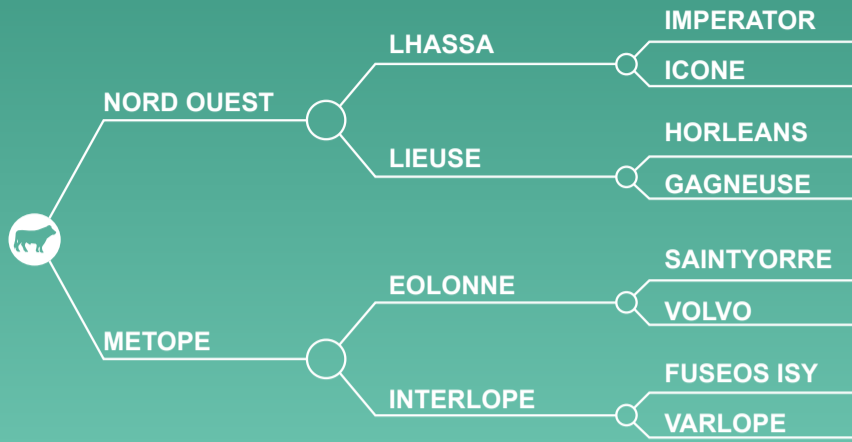 IMPERATOR
LHASSA
ICONE
NORD OUEST
HORLEANS
LIEUSE
GAGNEUSE
SAINTYORRE
EOLONNE
VOLVO
METOPE
FUSEOS ISY
INTERLOPE
VARLOPE